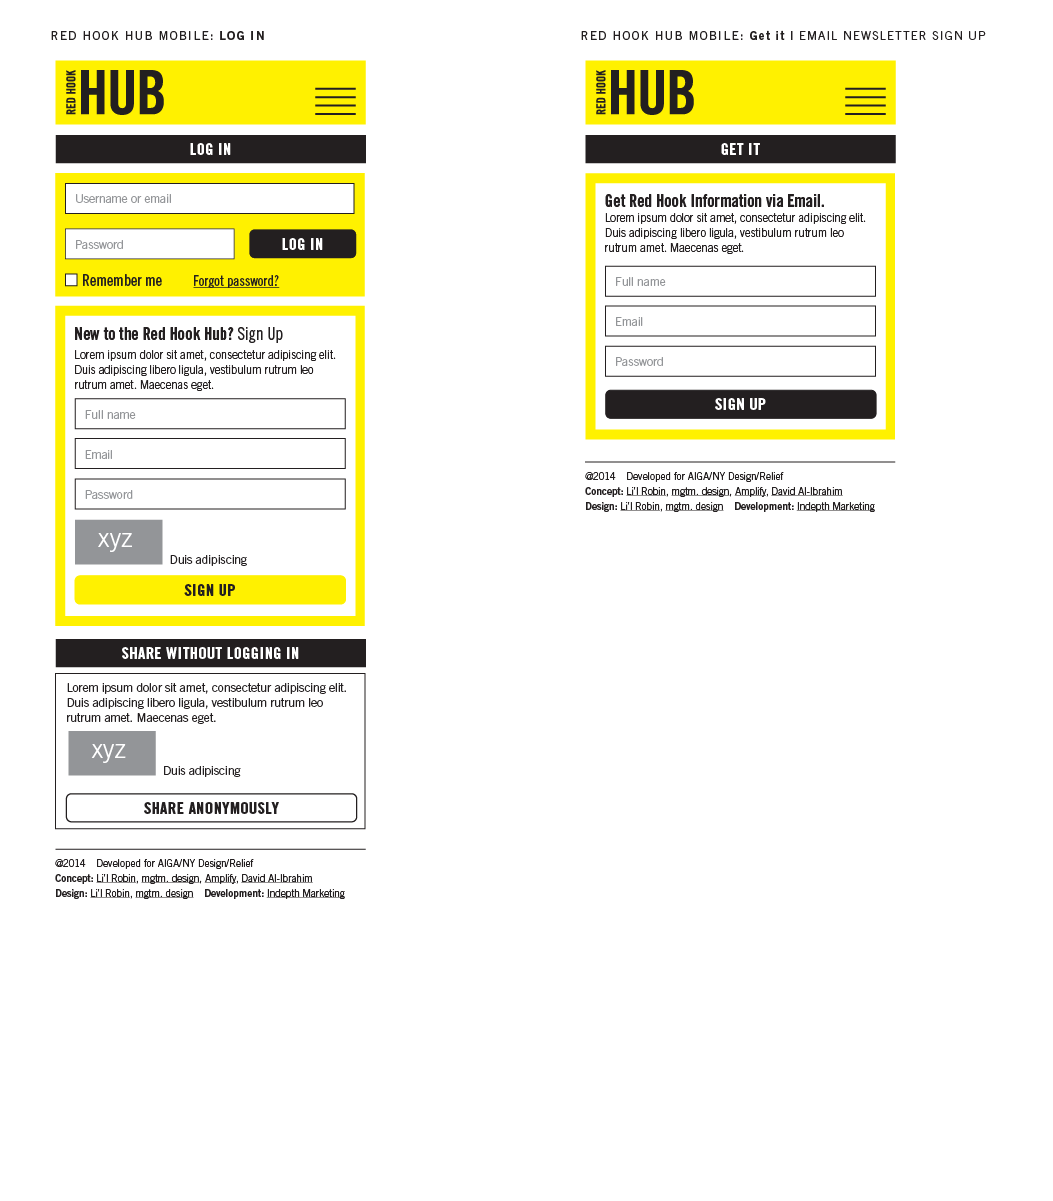 RED HOOK HUB MOBILE: LOG IN
RED HOOK HUB
LOG IN
Username or email
Password
LOG IN
Remember me Forgot password?
New to the Red Hook Hub? Sign Up
Lorem ipsum dolor sit amet, consectetur adipiscing elit.
Duis adipiscing libero ligula, vestibulum rutrum leo
rutrum amet. Maecenas eget.
Full name
Email
Password
xyz
Duis adipiscing
SIGN UP
SHARE WITHOUT LOGGING IN
Lorem ipsum dolor sit amet, consectetur adipiscing elit.
Duis adipiscing libero ligula, vestibulum rutrum leo
rutrum amet. Maecenas eget.
xyz
Duis adipiscing
SHARE ANONYMOUSLY
@2014 Developed for AIGA/NY Design/Relief
Concept: Li'l Robin, mgtm. design, Amplify, David Al-Ibrahim
Design: Li'l Robin, mgtm. design Development: Indepth Marketing
RED HOOK HUB MOBILE: Get it I EMAIL NEWSLETTER SIGN UP
RED HOOK HUB
GET IT
Get Red Hook Information via Email.
Lorem ipsum dolor sit amet, consectetur adipiscing elit.
Duis adipiscing libero ligula, vestibulum rutrum leo
rutrum amet. Maecenas eget.
Full name
Email
Password
SIGN UP
@2014 Developed for AIGA/NY Design/Relief
Concept: Li'l Robin, mgtm. design, Amplify, David Al-Ibrahim
Design: Li'l Robin, mgtm. design Development: Indepth Marketing